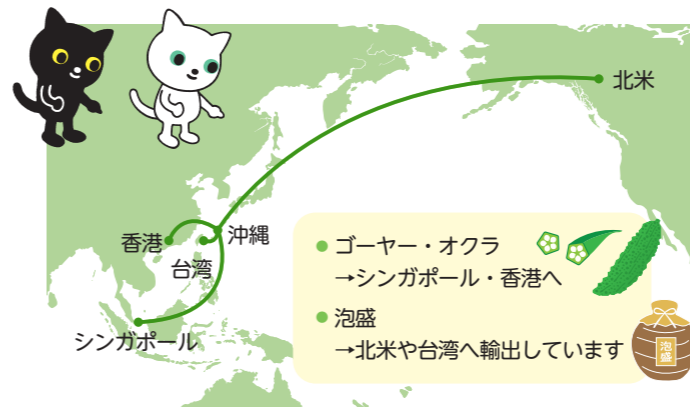 北米
沖縄
香港
台湾
シンガポール
ゴーヤー・オクラ
→シンガポール・香港へ
泡盛
→北米や台湾へ輸出しています
泡盛